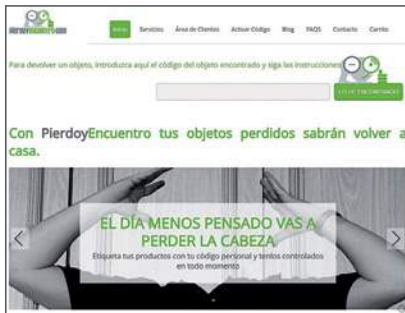 pierdoyencuentro.com
Inicio Servicios Área de Clientes Activar Código Blog FAQS Contacto Carrito
Para devolver un objeto, introduzca aquí el código del objeto encontrado y siga las instrucciones
Con PierdoyEncuentro tus objetos perdidos sabrán volver a
casa.
EL DÍA MENOS PENSADO VAS A
PERDER LA CABEZA
Etiqueta tus productos con tu código personal y tenlos controlados
en todo momento